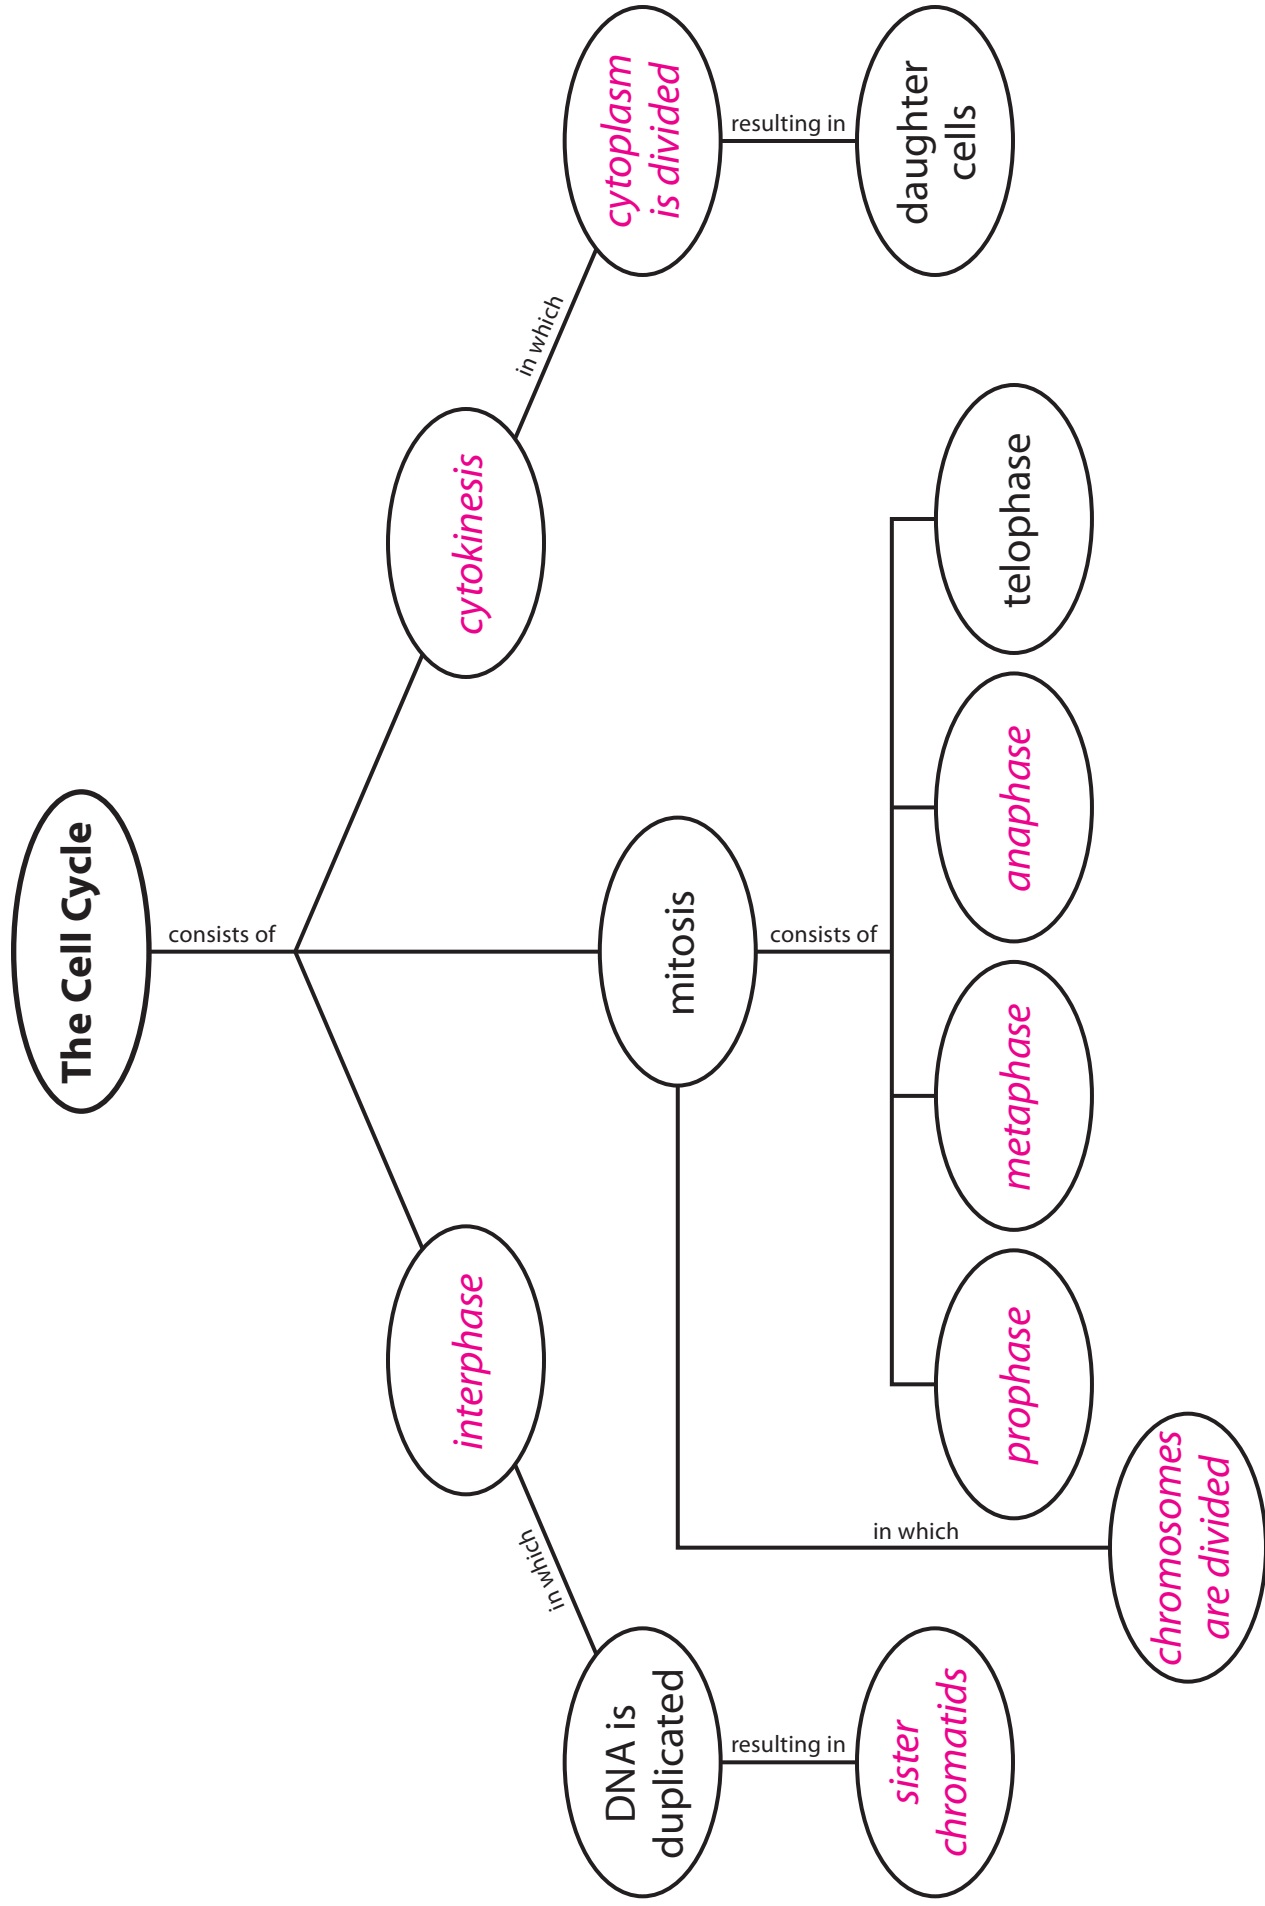 The Cell Cycle
consists of
interphase
in which
DNA is
duplicated
resulting in
sister
chromatids
mitosis
in which
chromosomes
are divided
consists of
prophase
metaphase
anaphase
telophase
cytokinesis
in which
cytoplasm
is divided
resulting in
daughter
cells